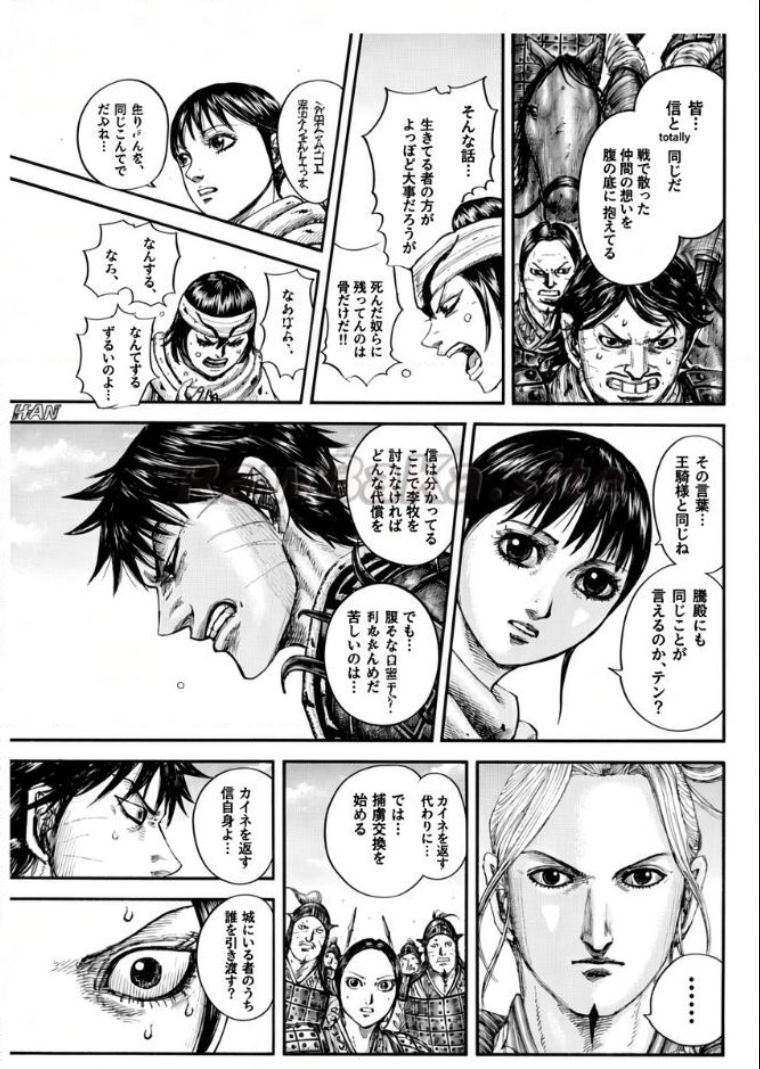 皆…
信と totally 同じだ
戦で散った
仲間の想いを
腹の底に 抱えてる
そんな話…
生きてる者の方が
よっぽど大事だろうが
死んだ奴らに
残ってんのは
骨だけだ!!
同じこんてで
なんする、
なんてする
ずるいのよ…
HAN
その言葉…
王騎様と同じね
騰殿にも
同じことが
言えるのか、テン?
信は分かってる
ここで李牧を
討たなければ
どんな代償を
でも…
苦しいのは…
……
カイネを返す
代わりに…
では…
捕虜交換を
始める
カイネを返す
信自身よ…
城にいる者のうち
誰を引き渡す?